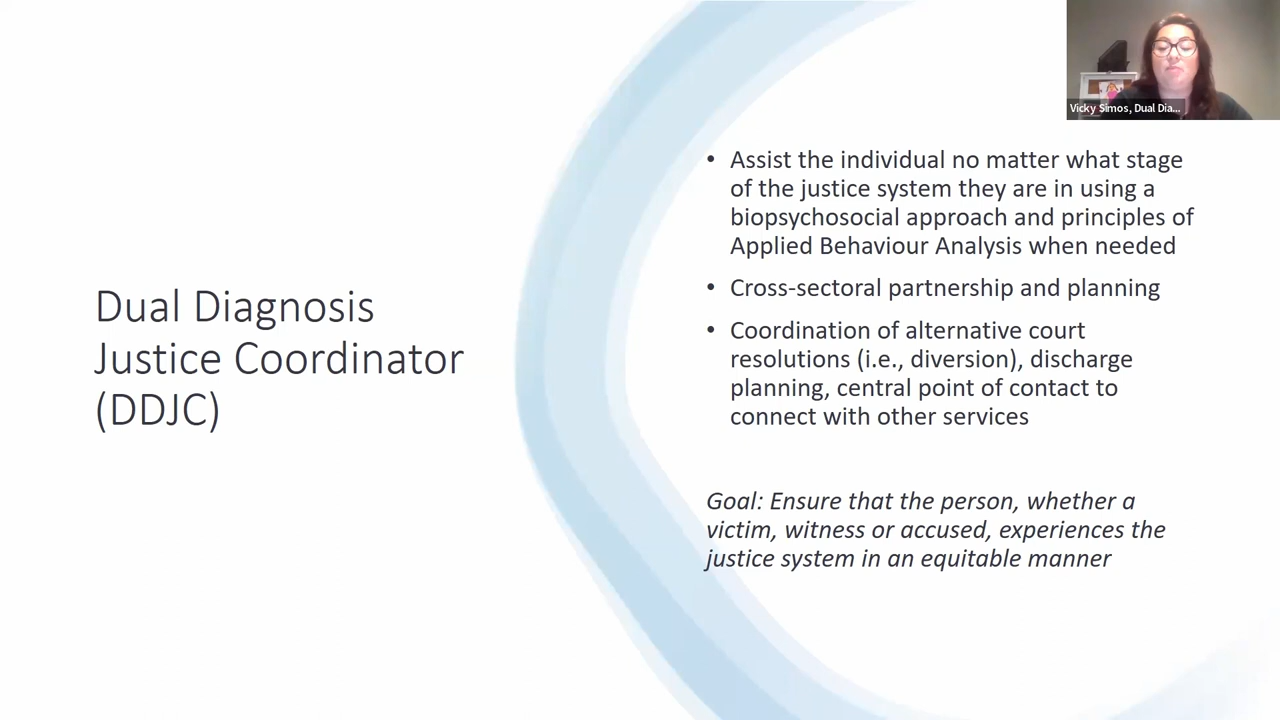 Vicky Simos, Dual Dia...
Dual Diagnosis
Justice Coordinator
(DDJC)
• Assist the individual no matter what stage
of the justice system they are in using a
biopsychosocial approach and principles of
Applied Behaviour Analysis when needed
• Cross-sectoral partnership and planning
• Coordination of alternative court
resolutions (i.e., diversion), discharge
planning, central point of contact to
connect with other services
Goal: Ensure that the person, whether a
victim, witness or accused, experiences the
justice system in an equitable manner